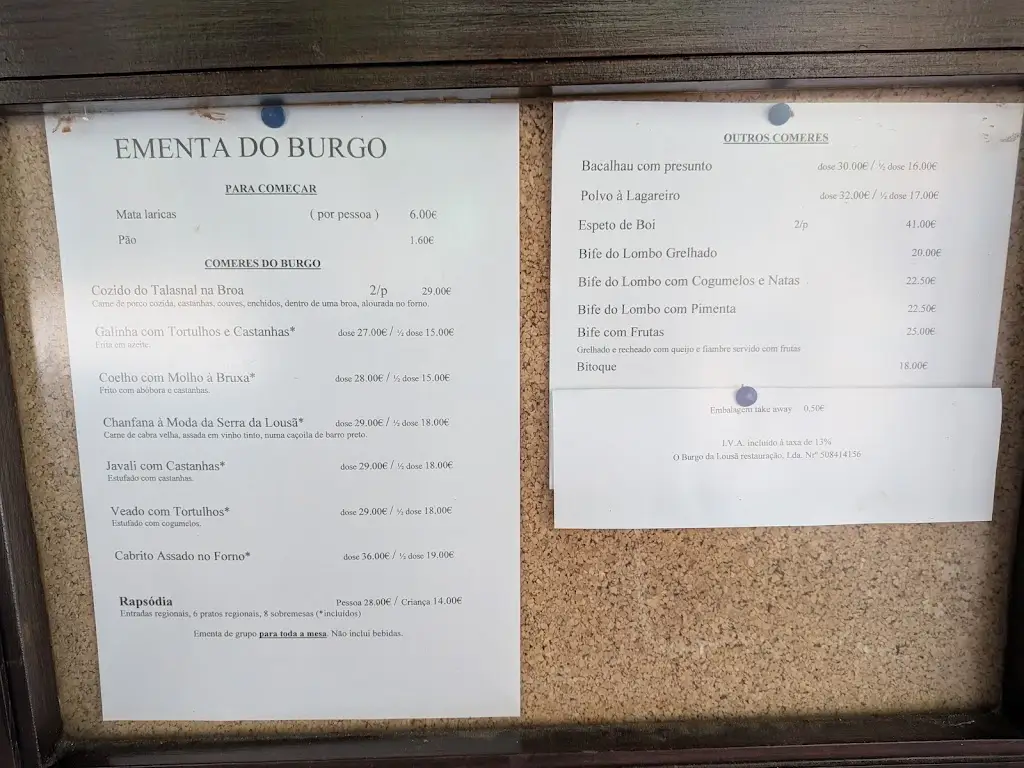 EMENTA DO BURGO
PARA COMEÇAR
Mata laricas ( por pessoa ) 6.00€
Pão 1.60€
COMERES DO BURGO
Cozido do Talasnal na Broa 2/p 29.00€
Carne de porco cozida, castanhas, couves, enchidos, dentro de uma broa, alourada no forno.
Galinha com Tortulhos e Castanhas* dose 27.00€ / ½ dose 15.00€
Frita em azeite.
Coelho com Molho à Bruxa* dose 28.00€ / ½ dose 15.00€
Frito com abóbora e castanhas.
Chanfana à Moda da Serra da Lousã* dose 29.00€ / ½ dose 18.00€
Carne de cabra velha, assada em vinho tinto, numa caçoila de barro preto.
Javali com Castanhas* dose 29.00€ / ½ dose 18.00€
Estufado com castanhas.
Veado com Tortulhos* dose 29.00€ / ½ dose 18.00€
Estufado com cogumelos.
Cabrito Assado no Forno* dose 36.00€ / ½ dose 19.00€
Rapsódia Pessoa 28.00€ / Criança 14.00€
Entradas regionais, 6 pratos regionais, 8 sobremesas (*incluídos)
Ementa de grupo para toda a mesa. Não inclui bebidas.
OUTROS COMERES
Bacalhau com presunto dose 30.00€ / ½ dose 16.00€
Polvo à Lagareiro dose 32.00€ / ½ dose 17.00€
Espeto de Boi 2/p 41.00€
Bife do Lombo Grelhado 20.00€
Bife do Lombo com Cogumelos e Natas 22.50€
Bife do Lombo com Pimenta 22.50€
Bife com Frutas 25.00€
Grelhado e recheado com queijo e fiambre servido com frutas
Bitoque 18.00€
Embalagem take away 0,50€
I.V.A. incluído à taxa de 13%
O Burgo da Lousã restauração, Lda. Nrº 508414156